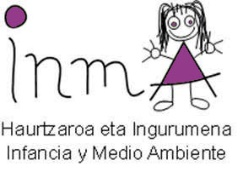 inma
Haurtzaroa eta Ingurumena
Infancia y Medio Ambiente